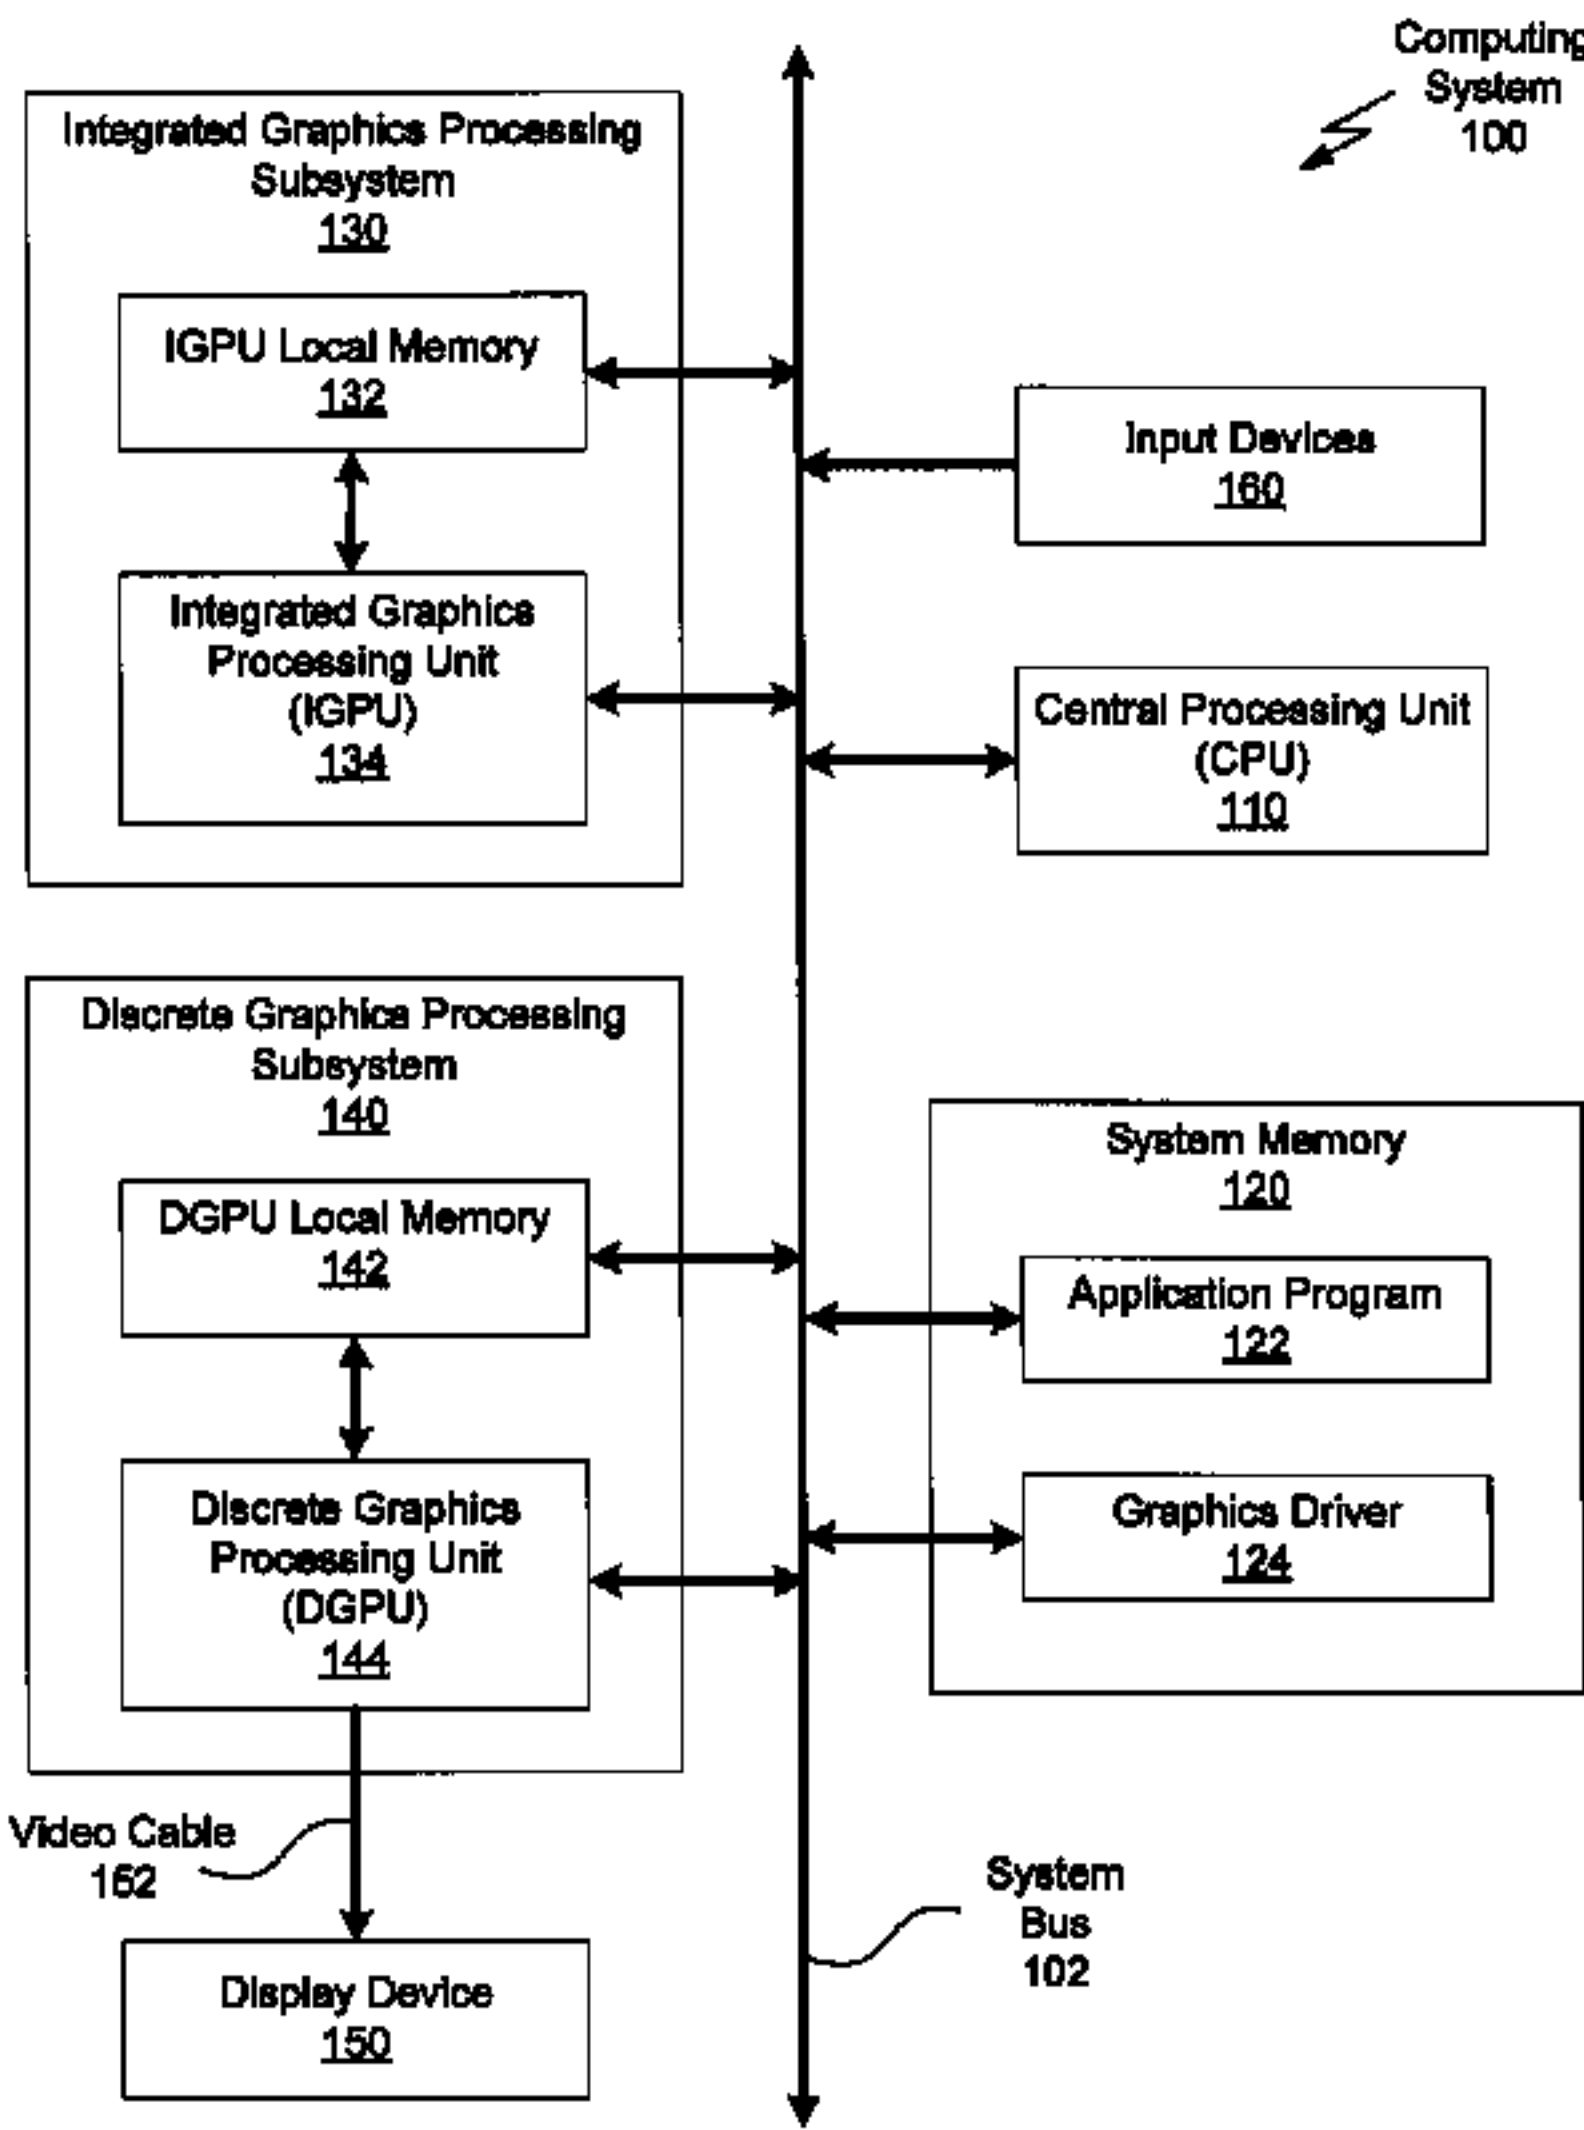 Computing
System
100
Integrated Graphics Processing
Subsystem
130
IGPU Local Memory
132
Integrated Graphics
Processing Unit
(IGPU)
134
Input Devices
160
Central Processing Unit
(CPU)
110
Discrete Graphics Processing
Subsystem
140
DGPU Local Memory
142
Discrete Graphics
Processing Unit
(DGPU)
144
System Memory
120
Application Program
122
Graphics Driver
124
Video Cable
152
System
Bus
102
Display Device
150